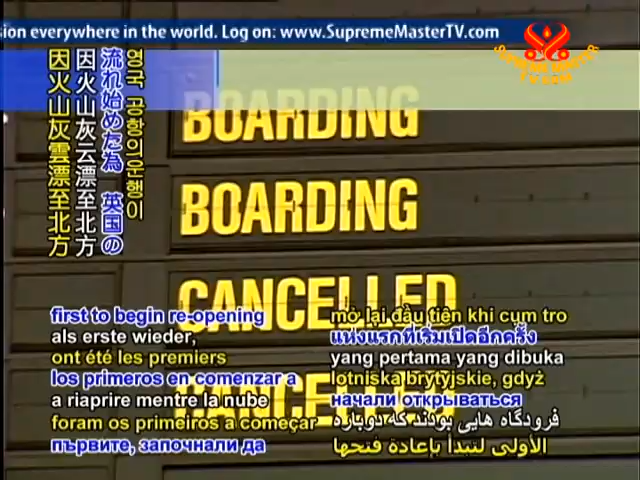 sion everywhere in the world. Log on: www.SupremeMasterTV.com
SUPREME MASTER
TV.COM
영국 공항의운행이
流れ始めた為 英国の
因火山灰云漂至北方
因火山灰雲漂至北方
BOARDING
BOARDING
CANCELLED
CANCELLED
first to begin re-opening
als erste wieder,
ont été les premiers
los primeros en comenzar a
a riaprire mentre la nube
foram os primeiros a começar
първите, започнали да
mở lại đầu tiên khi cụm tro
แห่งแรกที่เริ่มเปิดอีกครั้ง
yang pertama yang dibuka
lotniska brytyjskie, gdyż
начали открываться
فرودگاه هایی بودند که دوباره
الأولى لتبدأ بإعادة فتحها